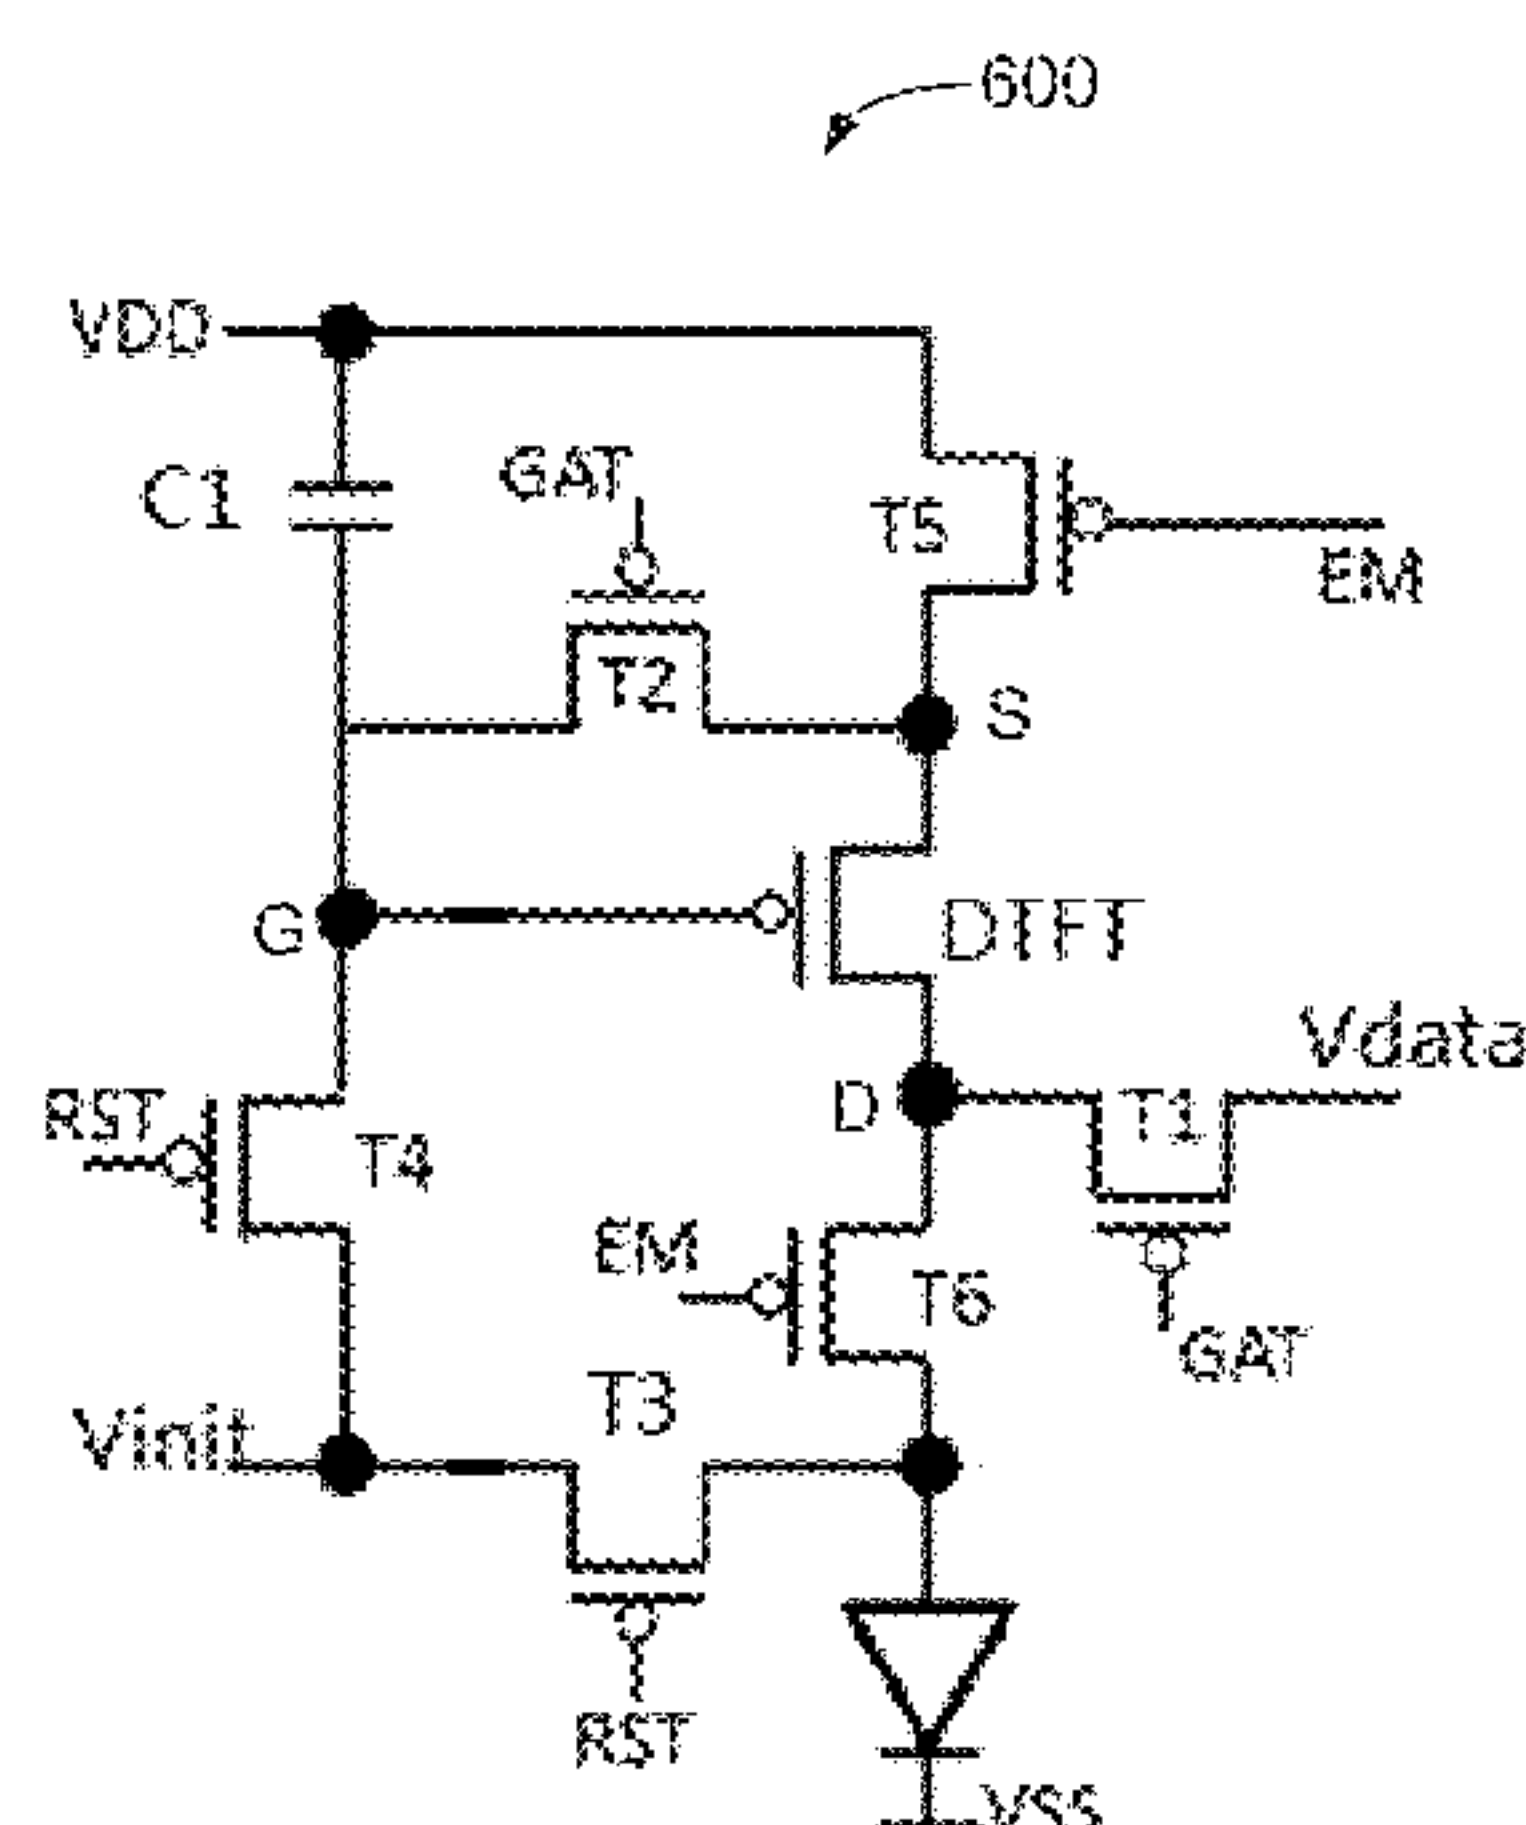 600
VDD
C1
GAT
T5
EM
T2
S
G
DTFT
Vdata
RST
T4
D
T1
EM
T6
GAT
T3
Vinit
RST
VSS